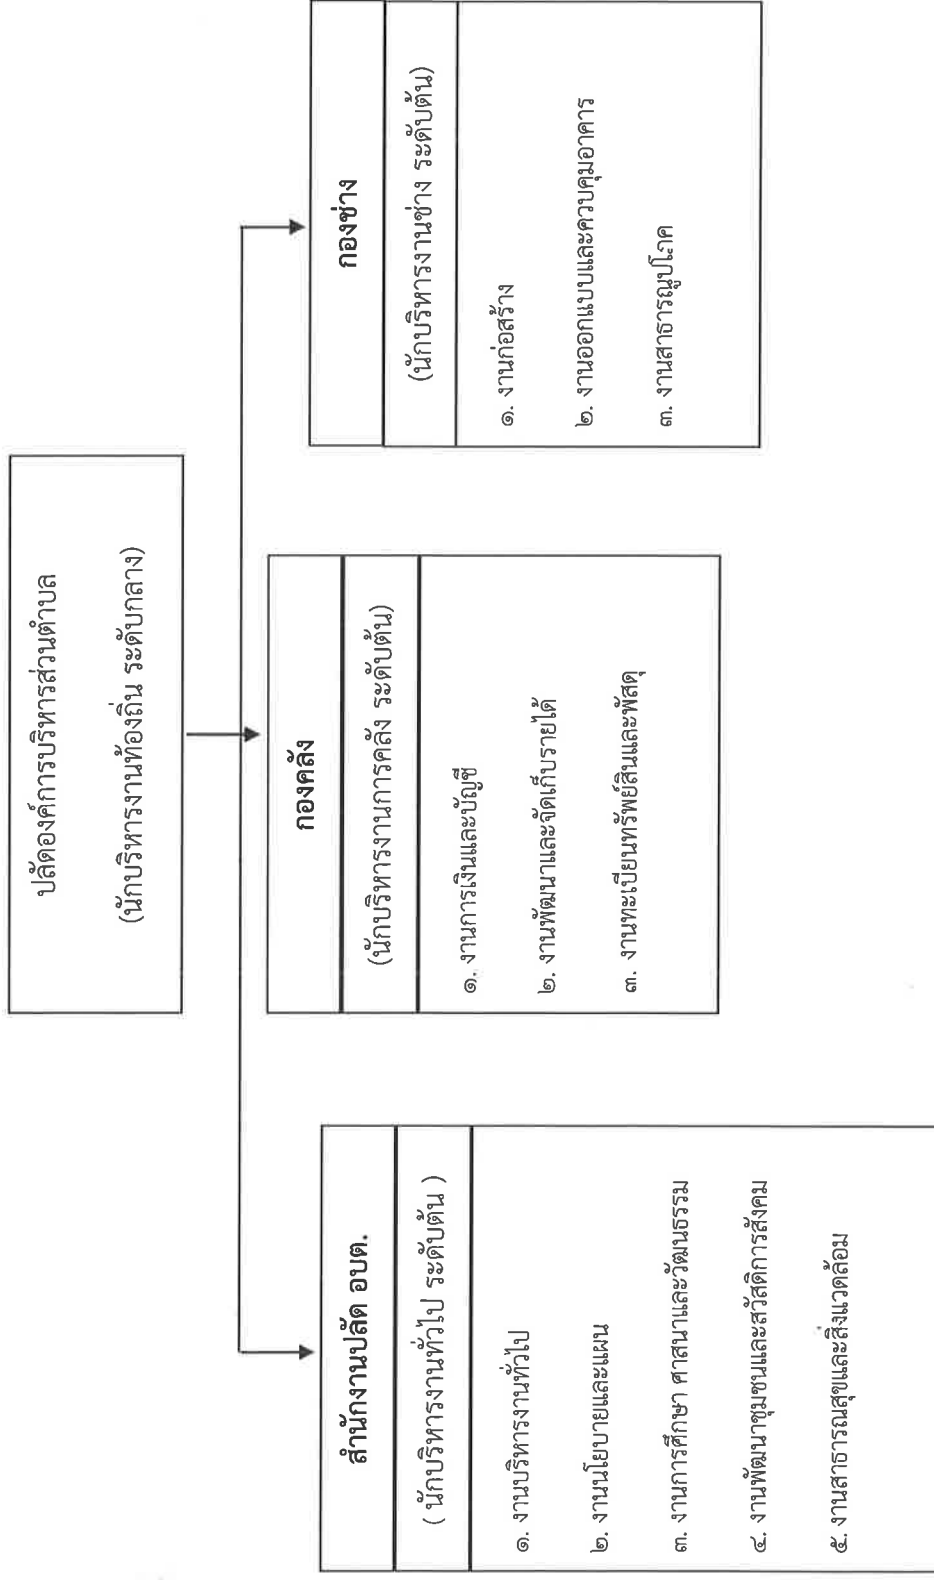 ปลัดองค์การบริหารส่วนตำบล
(นักบริหารงานท้องถิ่น ระดับกลาง)
สำนักงานปลัด อบต.
( นักบริหารงานทั่วไป ระดับต้น )
๑. งานบริหารงานทั่วไป
๒. งานนโยบายและแผน
๓. งานการศึกษา ศาสนาและวัฒนธรรม
๔. งานพัฒนาชุมชนและสวัสดิการสังคม
๕. งานสาธารณสุขและสิ่งแวดล้อม
กองคลัง
(นักบริหารงานการคลัง ระดับต้น)
๑. งานการเงินและบัญชี
๒. งานพัฒนาและจัดเก็บรายได้
๓. งานทะเบียนทรัพย์สินและพัสดุ
กองช่าง
(นักบริหารงานช่าง ระดับต้น)
๑. งานก่อสร้าง
๒. งานออกแบบและควบคุมอาคาร
๓. งานสาธารณูปโภค